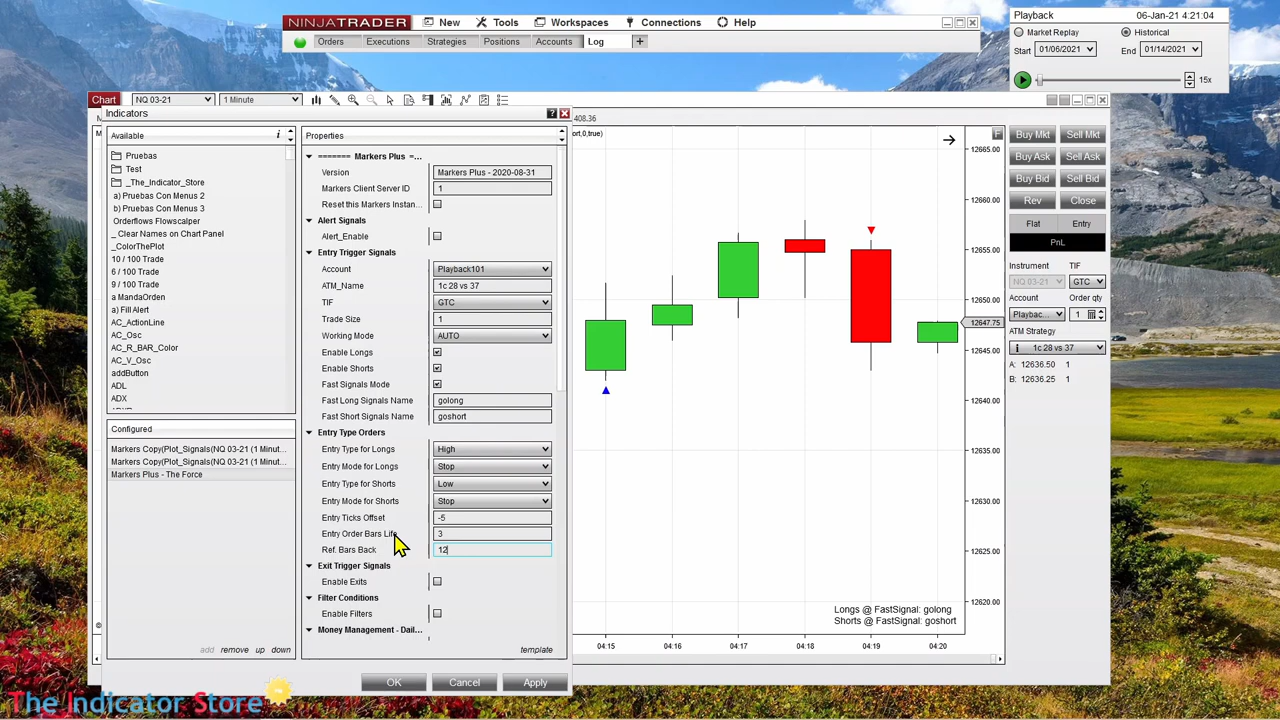 NINJATRADER New Tools Workspaces Connections Help
Orders Executions Strategies Positions Accounts Log +
Playback 06-Jan-21 4:21:04
Market Replay Historical
Start 01/06/2021 End 01/14/2021
15x
Chart NQ 03-21 1 Minute
Indicators ?
408.36
Available i
Pruebas
Test
_The_Indicator_Store
a) Pruebas Con Menus 2
b) Pruebas Con Menus 3
Orderflows Flowscalper
_ Clear Names on Chart Panel
_ColorThePlot
10 / 100 Trade
6 / 100 Trade
9 / 100 Trade
a MandaOrden
a) Fill Alert
AC_ActionLine
AC_Osc
AC_R_BAR_Color
AC_V_Osc
addButton
ADL
ADX
Configured
Markers Copy(Plot_Signals(NQ 03-21 (1 Minut...
Markers Copy(Plot_Signals(NQ 03-21 (1 Minut...
Markers Plus - The Force
add remove up down
Properties
======= Markers Plus =...
Version Markers Plus - 2020-08-31
Markers Client Server ID 1
Reset this Markers Instan...
Alert Signals
Alert_Enable
Entry Trigger Signals
Account Playback101
ATM_Name 1c 28 vs 37
TIF GTC
Trade Size 1
Working Mode AUTO
Enable Longs
Enable Shorts
Fast Signals Mode
Fast Long Signals Name golong
Fast Short Signals Name goshort
Entry Type Orders
Entry Type for Longs High
Entry Mode for Longs Stop
Entry Type for Shorts Low
Entry Mode for Shorts Stop
Entry Ticks Offset -5
Entry Order Bars Life 3
Ref. Bars Back 12
Exit Trigger Signals
Enable Exits
Filter Conditions
Enable Filters
Money Management - Dail...
template
OK Cancel Apply
ort,0,true)
F
12665.00
12660.00
12655.00
12650.00
12647.75
12645.00
12640.00
12635.00
12630.00
12625.00
12620.00
Longs @ FastSignal: golong
Shorts @ FastSignal: goshort
04:15 04:16 04:17 04:18 04:19 04:20
Buy Mkt Sell Mkt
Buy Ask Sell Ask
Buy Bid Sell Bid
Rev Close
Flat Entry
PnL
Instrument TIF
NQ 03-21 GTC
Account Order qty
Playbac... 1
ATM Strategy
i 1c 28 vs 37
A: 12636.50 1
B: 12636.25 1
The Indicator Store